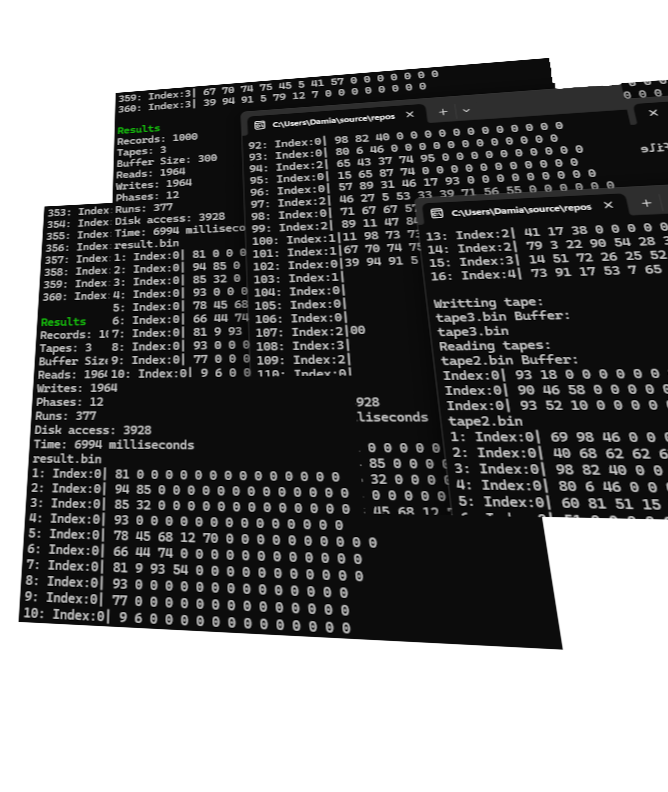 359: Index:3| 67 70 74 75 45 5 41 57 0 0 0 0 0 0 0
360: Index:3| 39 94 91 5 79 12 7 0 0 0 0 0 0 0 0
Results
Records: 1000
Tapes: 3
Buffer Size: 300
Reads: 1964
Writes: 1964
Phases: 12
Runs: 377
Disk access: 3928
Time: 6994 milliseco
result.bin
1: Index:0| 81 0 0 0
2: Index:0| 94 85 0
3: Index:0| 85 32 0
4: Index:0| 93 0 0 0
5: Index:0| 78 45 68
6: Index:0| 66 44 74
7: Index:0| 81 9 93
8: Index:0| 93 0 0 0
9: Index:0| 77 0 0 0
10: Index:0| 9 6 0 0
C:\Users\Damia\source\repos
92: Index:0| 98 82 40 0 0 0 0 0 0 0 0 0 0 0 0
93: Index:0| 80 6 46 0 0 0 0 0 0 0 0 0 0 0 0
94: Index:2| 65 43 37 74 95 0 0 0 0 0 0 0 0 0 0
95: Index:0| 15 65 87 74 0 0 0 0 0 0 0 0 0 0 0
96: Index:0| 57 89 31 46 17 93 0 0 0 0 0 0 0 0 0
97: Index:2| 46 27 5 53 33 39 71 56 55 0 0 0 0 0 0
98: Index:0| 71 67 67 5
99: Index:2| 89 11 47 84
100: Index:1|11 98 73 73
101: Index:1|67 70 74 75
102: Index:0|39 94 91 5
103: Index:1|
104: Index:0|
105: Index:0|
106: Index:0|
107: Index:2|00
108: Index:3|
109: Index:2|
110: Index:0|
C:\Users\Damia\source\repos
13: Index:2| 41 17 38 0 0 0 0
14: Index:2| 79 3 22 90 54 28
15: Index:3| 14 51 72 26 25 52
16: Index:4| 73 91 17 53 7 65
Writting tape:
tape3.bin Buffer:
tape3.bin
Reading tapes:
tape2.bin Buffer:
Index:0| 93 18 0 0 0 0 0 0
Index:0| 90 46 58 0 0 0 0
Index:0| 93 52 10 0 0 0 0
tape2.bin
1: Index:0| 69 98 46 0 0 0
2: Index:0| 40 68 62 62 6
3: Index:0| 98 82 40 0 0
4: Index:0| 80 6 46 0 0 0
5: Index:0| 60 81 51 15
353: Index
354: Index
355: Index
356: Index
357: Index
358: Index
359: Index
360: Index
Results
Records: 10
Tapes: 3
Buffer Size
Reads: 1964
Writes: 1964
Phases: 12
Runs: 377
Disk access: 3928
Time: 6994 milliseconds
result.bin
1: Index:0| 81 0 0 0 0 0 0 0 0 0 0 0 0 0 0
2: Index:0| 94 85 0 0 0 0 0 0 0 0 0 0 0 0 0
3: Index:0| 85 32 0 0 0 0 0 0 0 0 0 0 0 0 0
4: Index:0| 93 0 0 0 0 0 0 0 0 0 0 0 0 0 0
5: Index:0| 78 45 68 12 70 0 0 0 0 0 0 0 0 0 0
6: Index:0| 66 44 74 0 0 0 0 0 0 0 0 0 0 0 0
7: Index:0| 81 9 93 54 0 0 0 0 0 0 0 0 0 0 0
8: Index:0| 93 0 0 0 0 0 0 0 0 0 0 0 0 0 0
9: Index:0| 77 0 0 0 0 0 0 0 0 0 0 0 0 0 0
10: Index:0| 9 6 0 0 0 0 0 0 0 0 0 0 0 0 0
928
liseconds
0 0 0 0 0
85 0 0 0
32 0 0 0
0 0 0 0 0
45 68 12